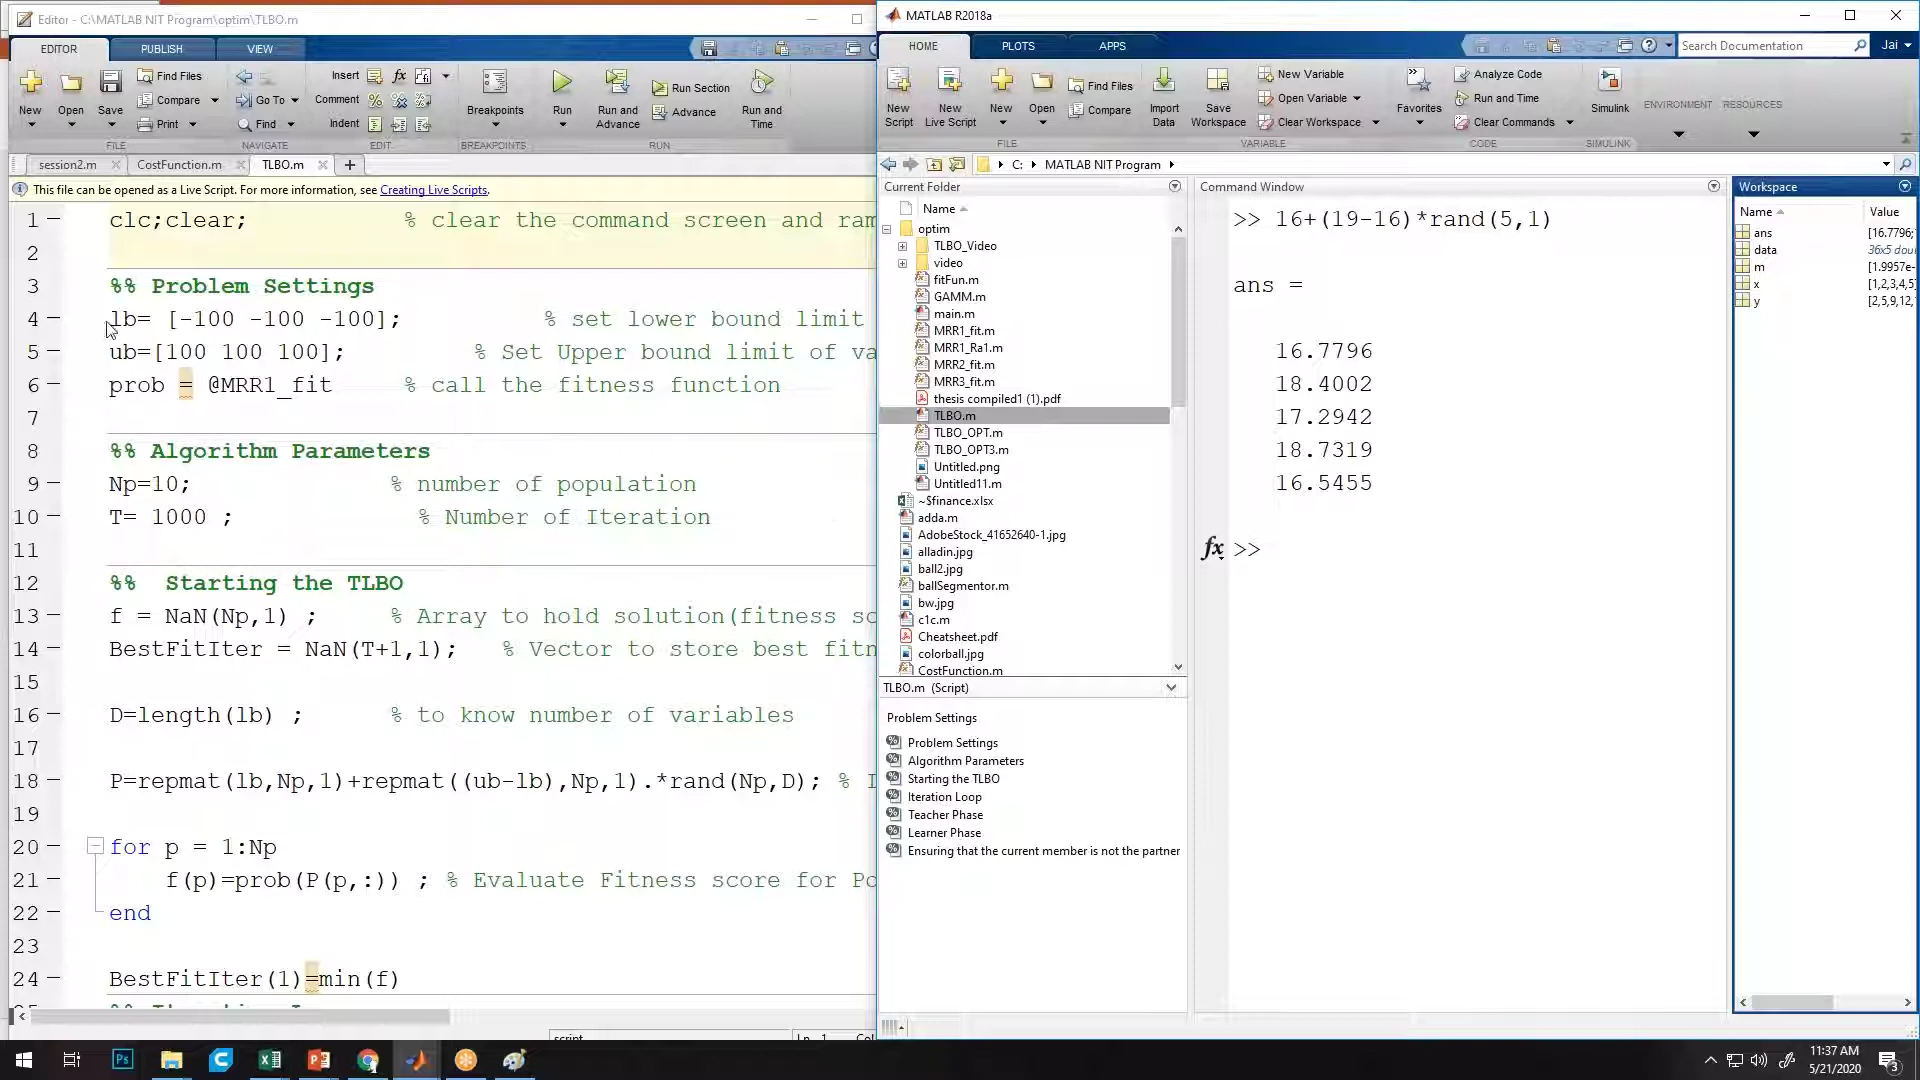 Editor - C:\MATLAB NIT Program\optim\TLBO.m
EDITOR PUBLISH VIEW
New Open Save Find Files Compare Print
FILE
Go To Find
NAVIGATE
Insert fx
Comment
Indent
EDIT
Breakpoints
BREAKPOINTS
Run Run and Advance Run Section Advance Run and Time
RUN
session2.m CostFunction.m TLBO.m
This file can be opened as a Live Script. For more information, see Creating Live Scripts.
1 clc;clear; % clear the command screen and ram
2
3 %% Problem Settings
4 lb= [-100 -100 -100]; % set lower bound limit
5 ub=[100 100 100]; % Set Upper bound limit of va
6 prob = @MRR1_fit % call the fitness function
7
8 %% Algorithm Parameters
9 Np=10; % number of population
10 T= 1000 ; % Number of Iteration
11
12 %% Starting the TLBO
13 f = NaN(Np,1) ; % Array to hold solution(fitness sc
14 BestFitIter = NaN(T+1,1); % Vector to store best fitn
15
16 D=length(lb) ; % to know number of variables
17
18 P=repmat(lb,Np,1)+repmat((ub-lb),Np,1).*rand(Np,D); %
19
20 for p = 1:Np
21 f(p)=prob(P(p,:)) ; % Evaluate Fitness score for Po
22 end
23
24 BestFitIter(1)=min(f)
script
MATLAB R2018a
HOME PLOTS APPS
Search Documentation Jai
New Script New Live Script New Open Find Files Compare
FILE
Import Data Save Workspace New Variable Open Variable Clear Workspace
VARIABLE
Favorites Analyze Code Run and Time Clear Commands
CODE
Simulink
SIMULINK
ENVIRONMENT RESOURCES
C: MATLAB NIT Program
Current Folder
Name
optim
TLBO_Video
video
fitFun.m
GAMM.m
main.m
MRR1_fit.m
MRR1_Ra1.m
MRR2_fit.m
MRR3_fit.m
thesis compiled1 (1).pdf
TLBO.m
TLBO_OPT.m
TLBO_OPT3.m
Untitled.png
Untitled11.m
~$finance.xlsx
adda.m
AdobeStock_41652640-1.jpg
alladin.jpg
ball2.jpg
ballSegmentor.m
bw.jpg
c1c.m
Cheatsheet.pdf
colorball.jpg
CostFunction.m
TLBO.m (Script)
Problem Settings
Problem Settings
Algorithm Parameters
Starting the TLBO
Iteration Loop
Teacher Phase
Learner Phase
Ensuring that the current member is not the partner
Command Window
>> 16+(19-16)*rand(5,1)
ans =
16.7796
18.4002
17.2942
18.7319
16.5455
fx >>
Workspace
Name Value
ans [16.7796;
data 36x5 dou
m [1.9957e-
x [1,2,3,4,5]
y [2,5,9,12,
11:37 AM
5/21/2020
3